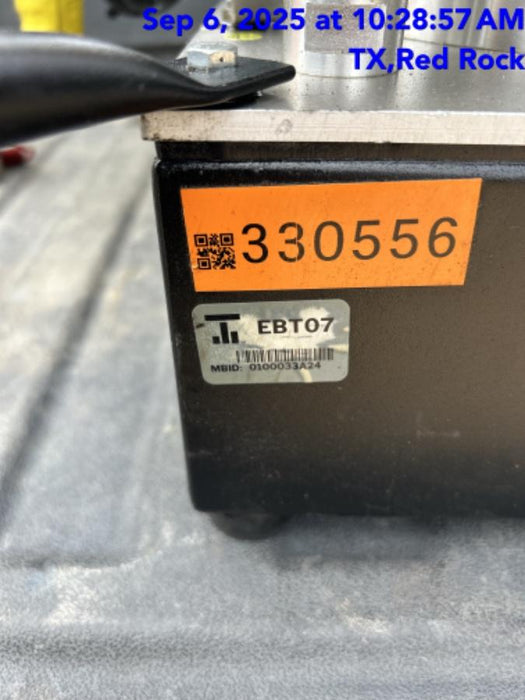 Sep 6, 2025 at 10:28:57 AM
TX,Red Rock
330556
EBT07
MBID: 0100033A24